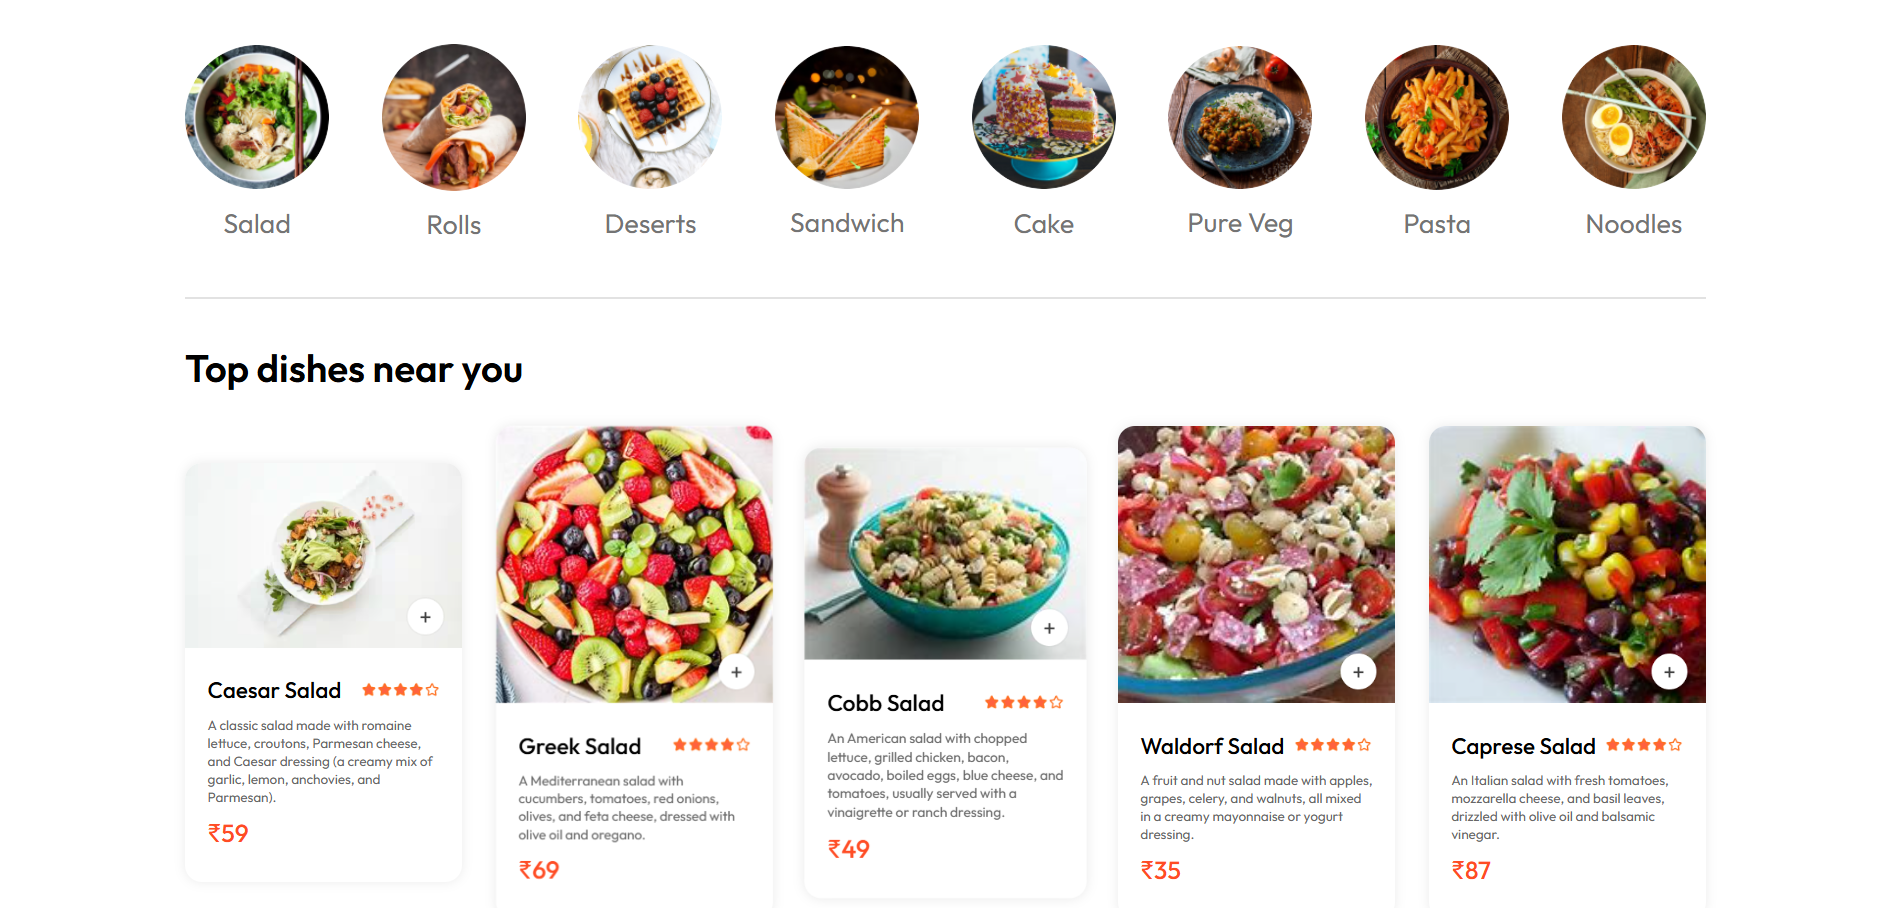 Salad
Rolls
Deserts
Sandwich
Cake
Pure Veg
Pasta
Noodles
Top dishes near you
Caesar Salad
A classic salad made with romaine
lettuce, croutons, Parmesan cheese,
and Caesar dressing (a creamy mix of
garlic, lemon, anchovies, and
Parmesan).
₹59
Greek Salad
A Mediterranean salad with
cucumbers, tomatoes, red onions,
olives, and feta cheese, dressed with
olive oil and oregano.
₹69
Cobb Salad
An American salad with chopped
lettuce, grilled chicken, bacon,
avocado, boiled eggs, blue cheese, and
tomatoes, usually served with a
vinaigrette or ranch dressing.
₹49
Waldorf Salad
A fruit and nut salad made with apples,
grapes, celery, and walnuts, all mixed
in a creamy mayonnaise or yogurt
dressing.
₹35
Caprese Salad
An Italian salad with fresh tomatoes,
mozzarella cheese, and basil leaves,
drizzled with olive oil and balsamic
vinegar.
₹87